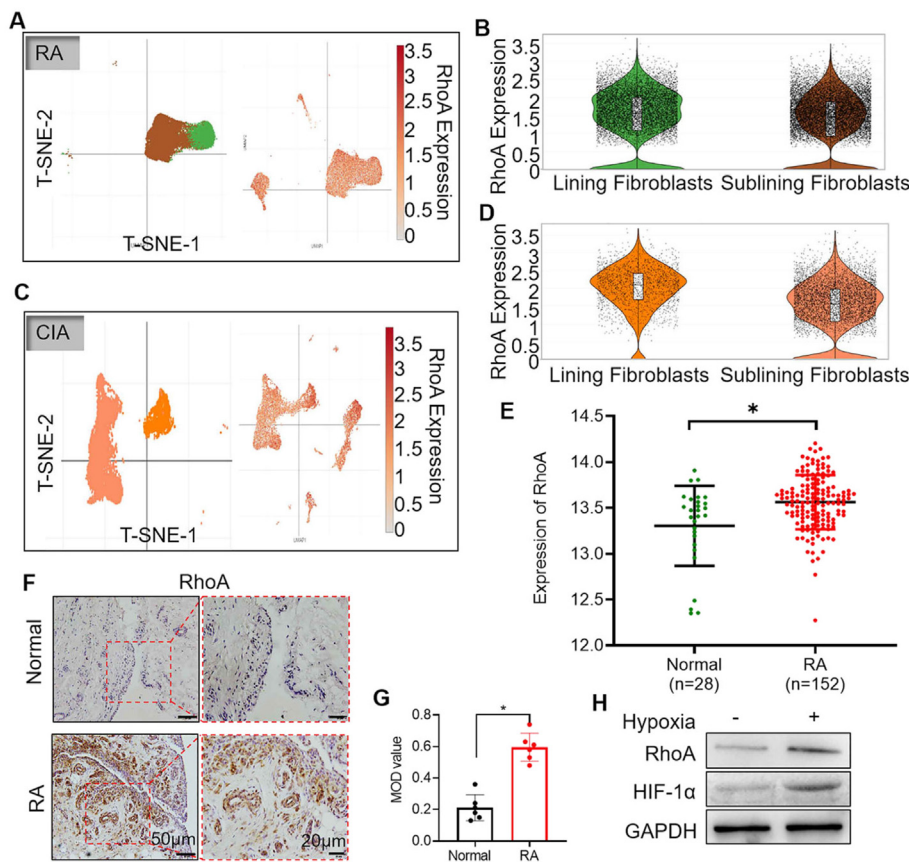 A
RA
T-SNE-2
T-SNE-1
3.5
3
2.5
2
1.5
1
0.5
0
RhoA Expression
B
RhoA Expression
3.5
3
2.5
2
1.5
1
0.5
0
Lining Fibroblasts Sublining Fibroblasts
C
CIA
T-SNE-2
T-SNE-1
3.5
3
2.5
2
1.5
1
0.5
0
RhoA Expression
D
RhoA Expression
3.5
3
2.5
2
1.5
1
0.5
0
Lining Fibroblasts Sublining Fibroblasts
E
Expression of RhoA
14.5
14.0
13.5
13.0
12.5
12.0
*
Normal
(n=28)
RA
(n=152)
F
RhoA
Normal
RA
50μm
20μm
G
MOD value
0.8
0.6
0.4
0.2
0.0
*
Normal
RA
H
Hypoxia - +
RhoA
HIF-1α
GAPDH